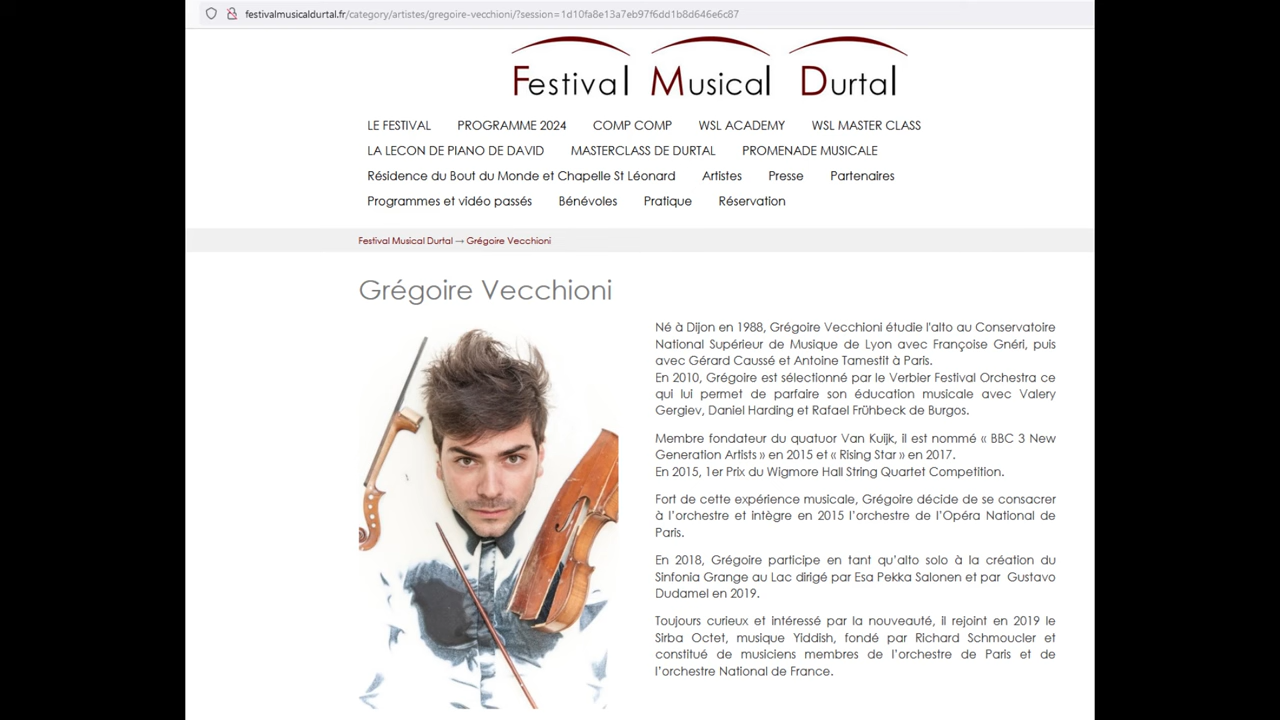 festivalmusicaldurtal.fr/category/artistes/gregoire-vecchioni/?session=1d10fa8e13a7eb97f6dd1b8d646e6c87
Festival Musical Durtal
LE FESTIVAL PROGRAMME 2024 COMP COMP WSL ACADEMY WSL MASTER CLASS
LA LECON DE PIANO DE DAVID MASTERCLASS DE DURTAL PROMENADE MUSICALE
Résidence du Bout du Monde et Chapelle St Léonard Artistes Presse Partenaires
Programmes et vidéo passés Bénévoles Pratique Réservation
Festival Musical Durtal → Grégoire Vecchioni
Grégoire Vecchioni
Né à Dijon en 1988, Grégoire Vecchioni étudie l'alto au Conservatoire
National Supérieur de Musique de Lyon avec Françoise Gnéri, puis
avec Gérard Caussé et Antoine Tamestit à Paris.
En 2010, Grégoire est sélectionné par le Verbier Festival Orchestra ce
qui lui permet de parfaire son éducation musicale avec Valery
Gergiev, Daniel Harding et Rafael Frühbeck de Burgos.
Membre fondateur du quatuor Van Kuijk, il est nommé « BBC 3 New
Generation Artists » en 2015 et « Rising Star » en 2017.
En 2015, 1er Prix du Wigmore Hall String Quartet Competition.
Fort de cette expérience musicale, Grégoire décide de se consacrer
à l'orchestre et intègre en 2015 l'orchestre de l'Opéra National de
Paris.
En 2018, Grégoire participe en tant qu'alto solo à la création du
Sinfonia Grange au Lac dirigé par Esa Pekka Salonen et par Gustavo
Dudamel en 2019.
Toujours curieux et intéressé par la nouveauté, il rejoint en 2019 le
Sirba Octet, musique Yiddish, fondé par Richard Schmoucler et
constitué de musiciens membres de l'orchestre de Paris et de
l'orchestre National de France.